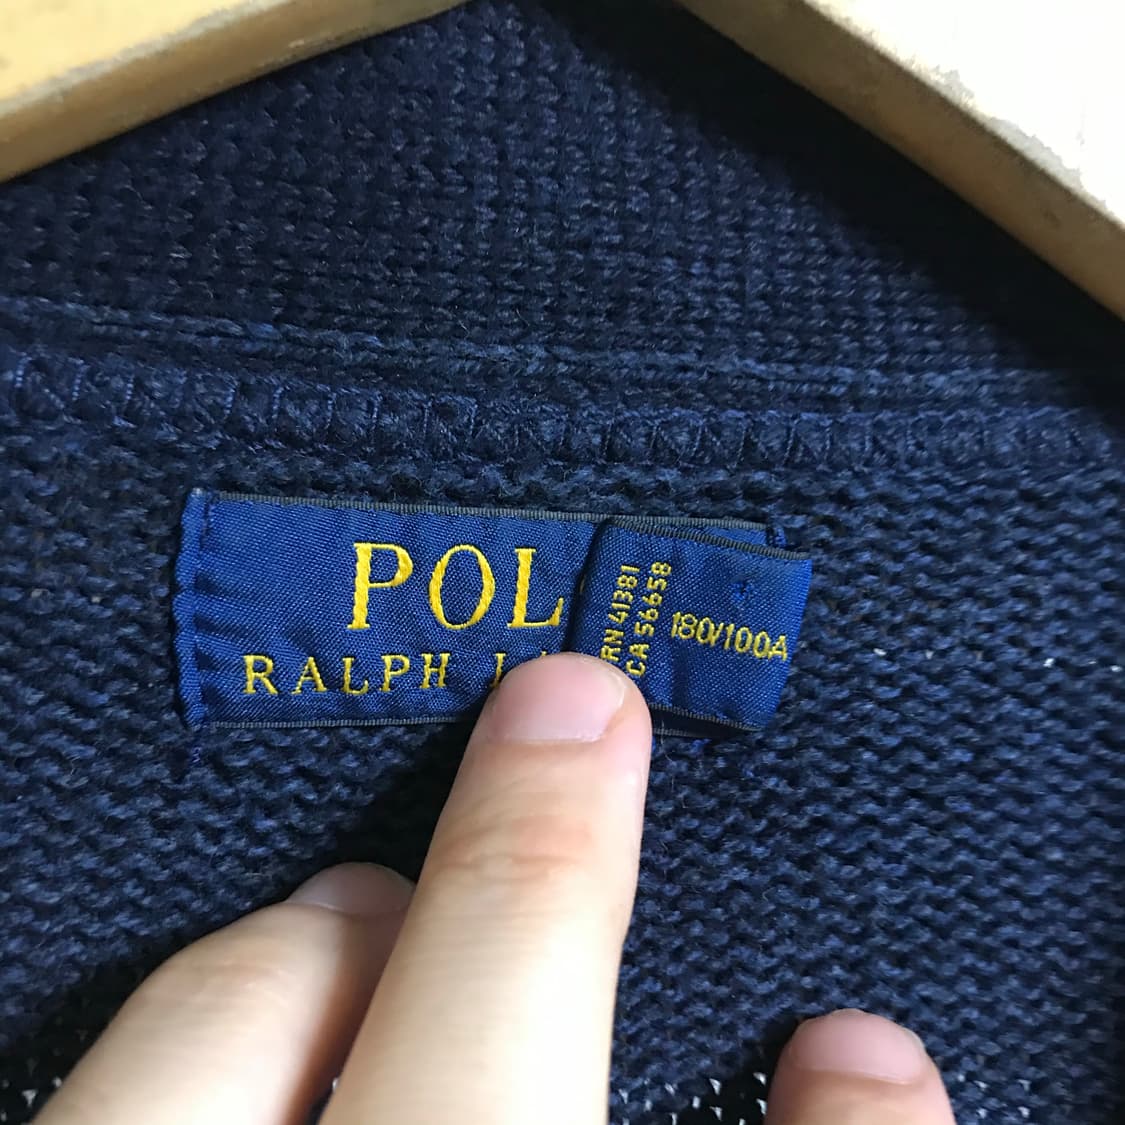 POL
RALPH
RN 41381
CA 56658
180/100A